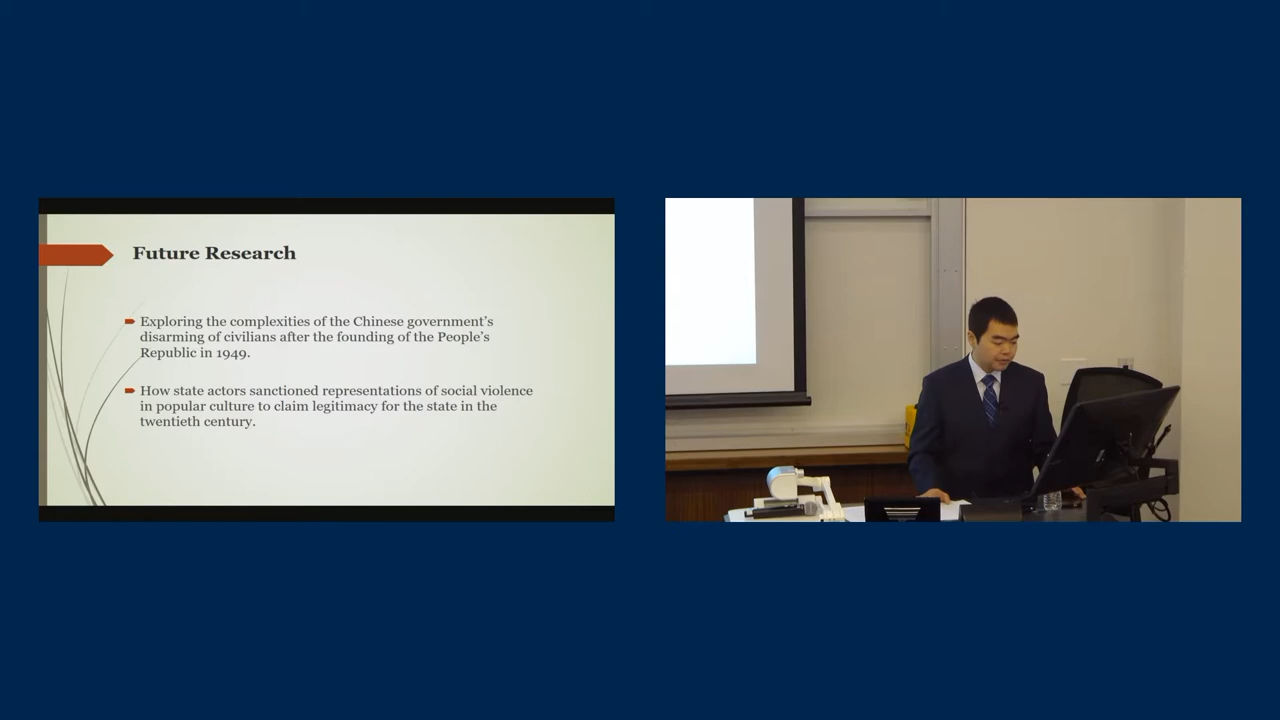 Future Research
Exploring the complexities of the Chinese government's
disarming of civilians after the founding of the People's
Republic in 1949.
How state actors sanctioned representations of social violence
in popular culture to claim legitimacy for the state in the
twentieth century.